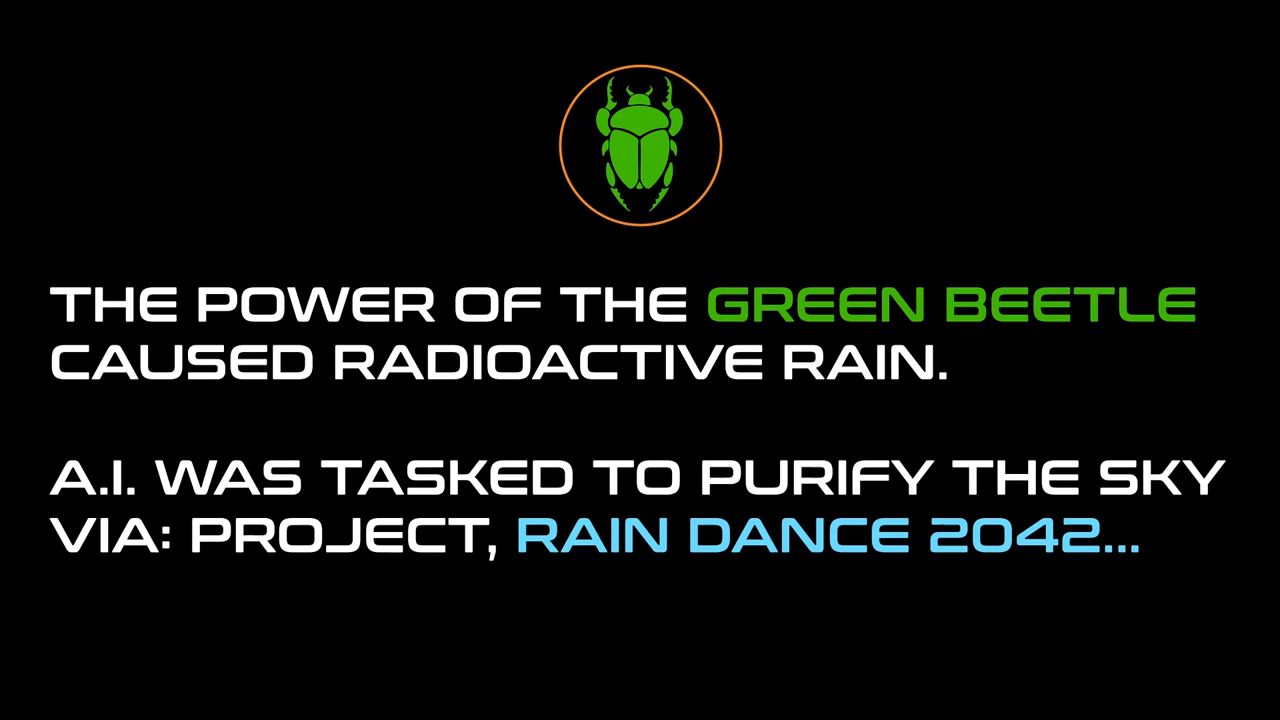 THE POWER OF THE GREEN BEETLE
CAUSED RADIOACTIVE RAIN.
A.I. WAS TASKED TO PURIFY THE SKY
VIA: PROJECT, RAIN DANCE 2042...